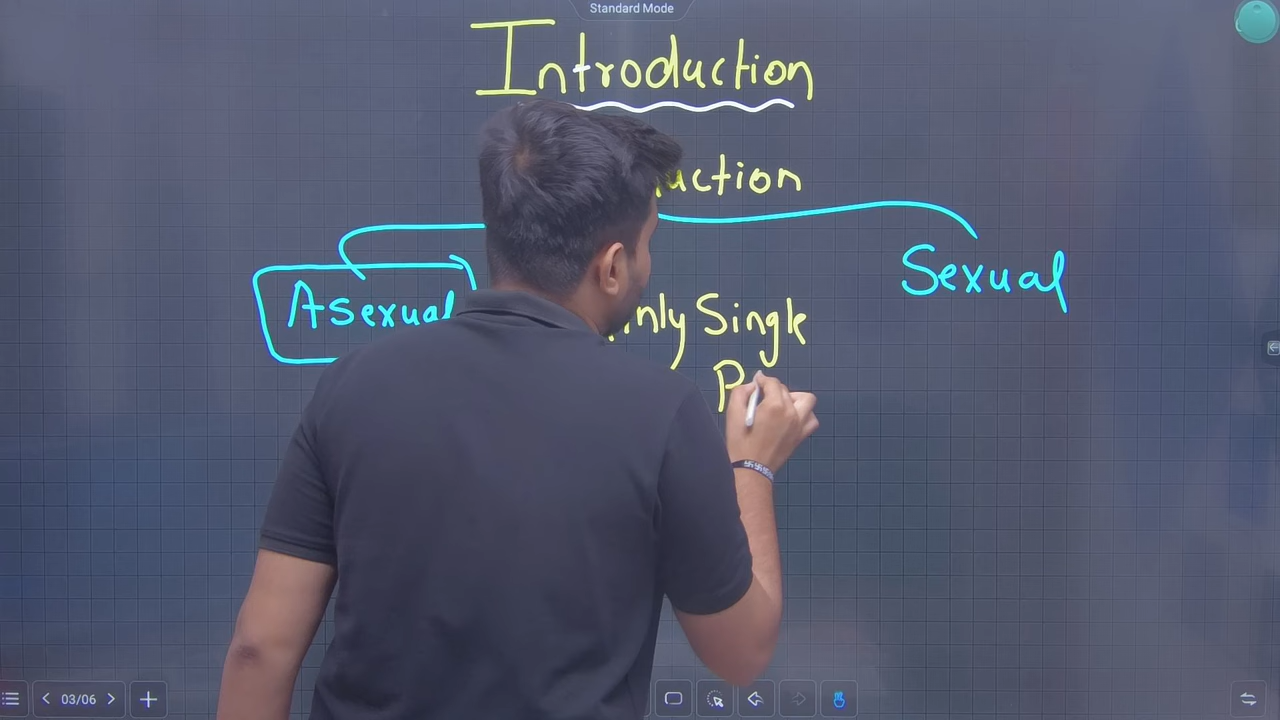 Standard Mode
Introduction
Asexual
Sexual
Single
03/06